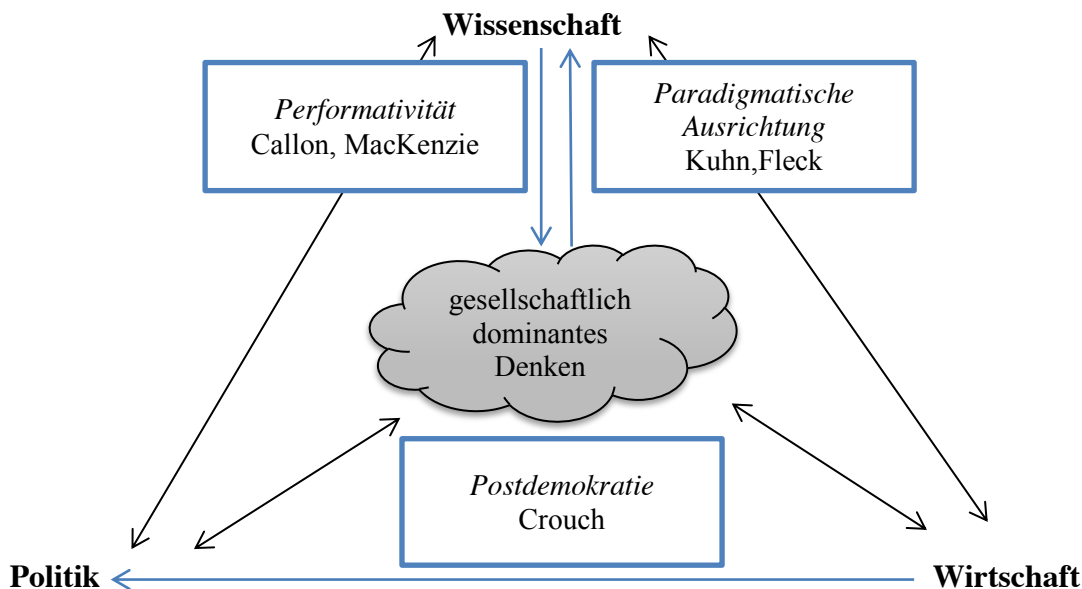 Wissenschaft
Performativität
Callon, MacKenzie
Paradigmatische
Ausrichtung
Kuhn,Fleck
gesellschaftlich
dominantes
Denken
Postdemokratie
Crouch
Politik
Wirtschaft